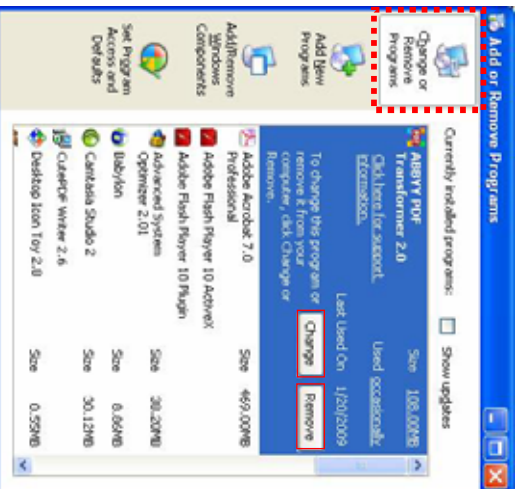 Add or Remove Programs
Change or
Remove
Programs
Add New
Programs
Add/Remove
Windows
Components
Set Program
Access and
Defaults
Currently installed programs:
Show updates
ABBYY PDF
Transformer 2.0
Size 108.00MB
Click here for support
information.
Used occasionally
Last Used On 1/20/2009
To change this program or
remove it from your
computer, click Change or
Remove.
Change
Remove
Adobe Acrobat 7.0
Professional
Size 469.00MB
Adobe Flash Player 10 ActiveX
Adobe Flash Player 10 Plugin
Advanced System
Optimizer 2.01
Size 38.20MB
Babylon
Size 8.66MB
Camtasia Studio 2
Size 30.12MB
CutePDF Writer 2.6
Desktop Icon Toy 2.8
Size 0.55MB